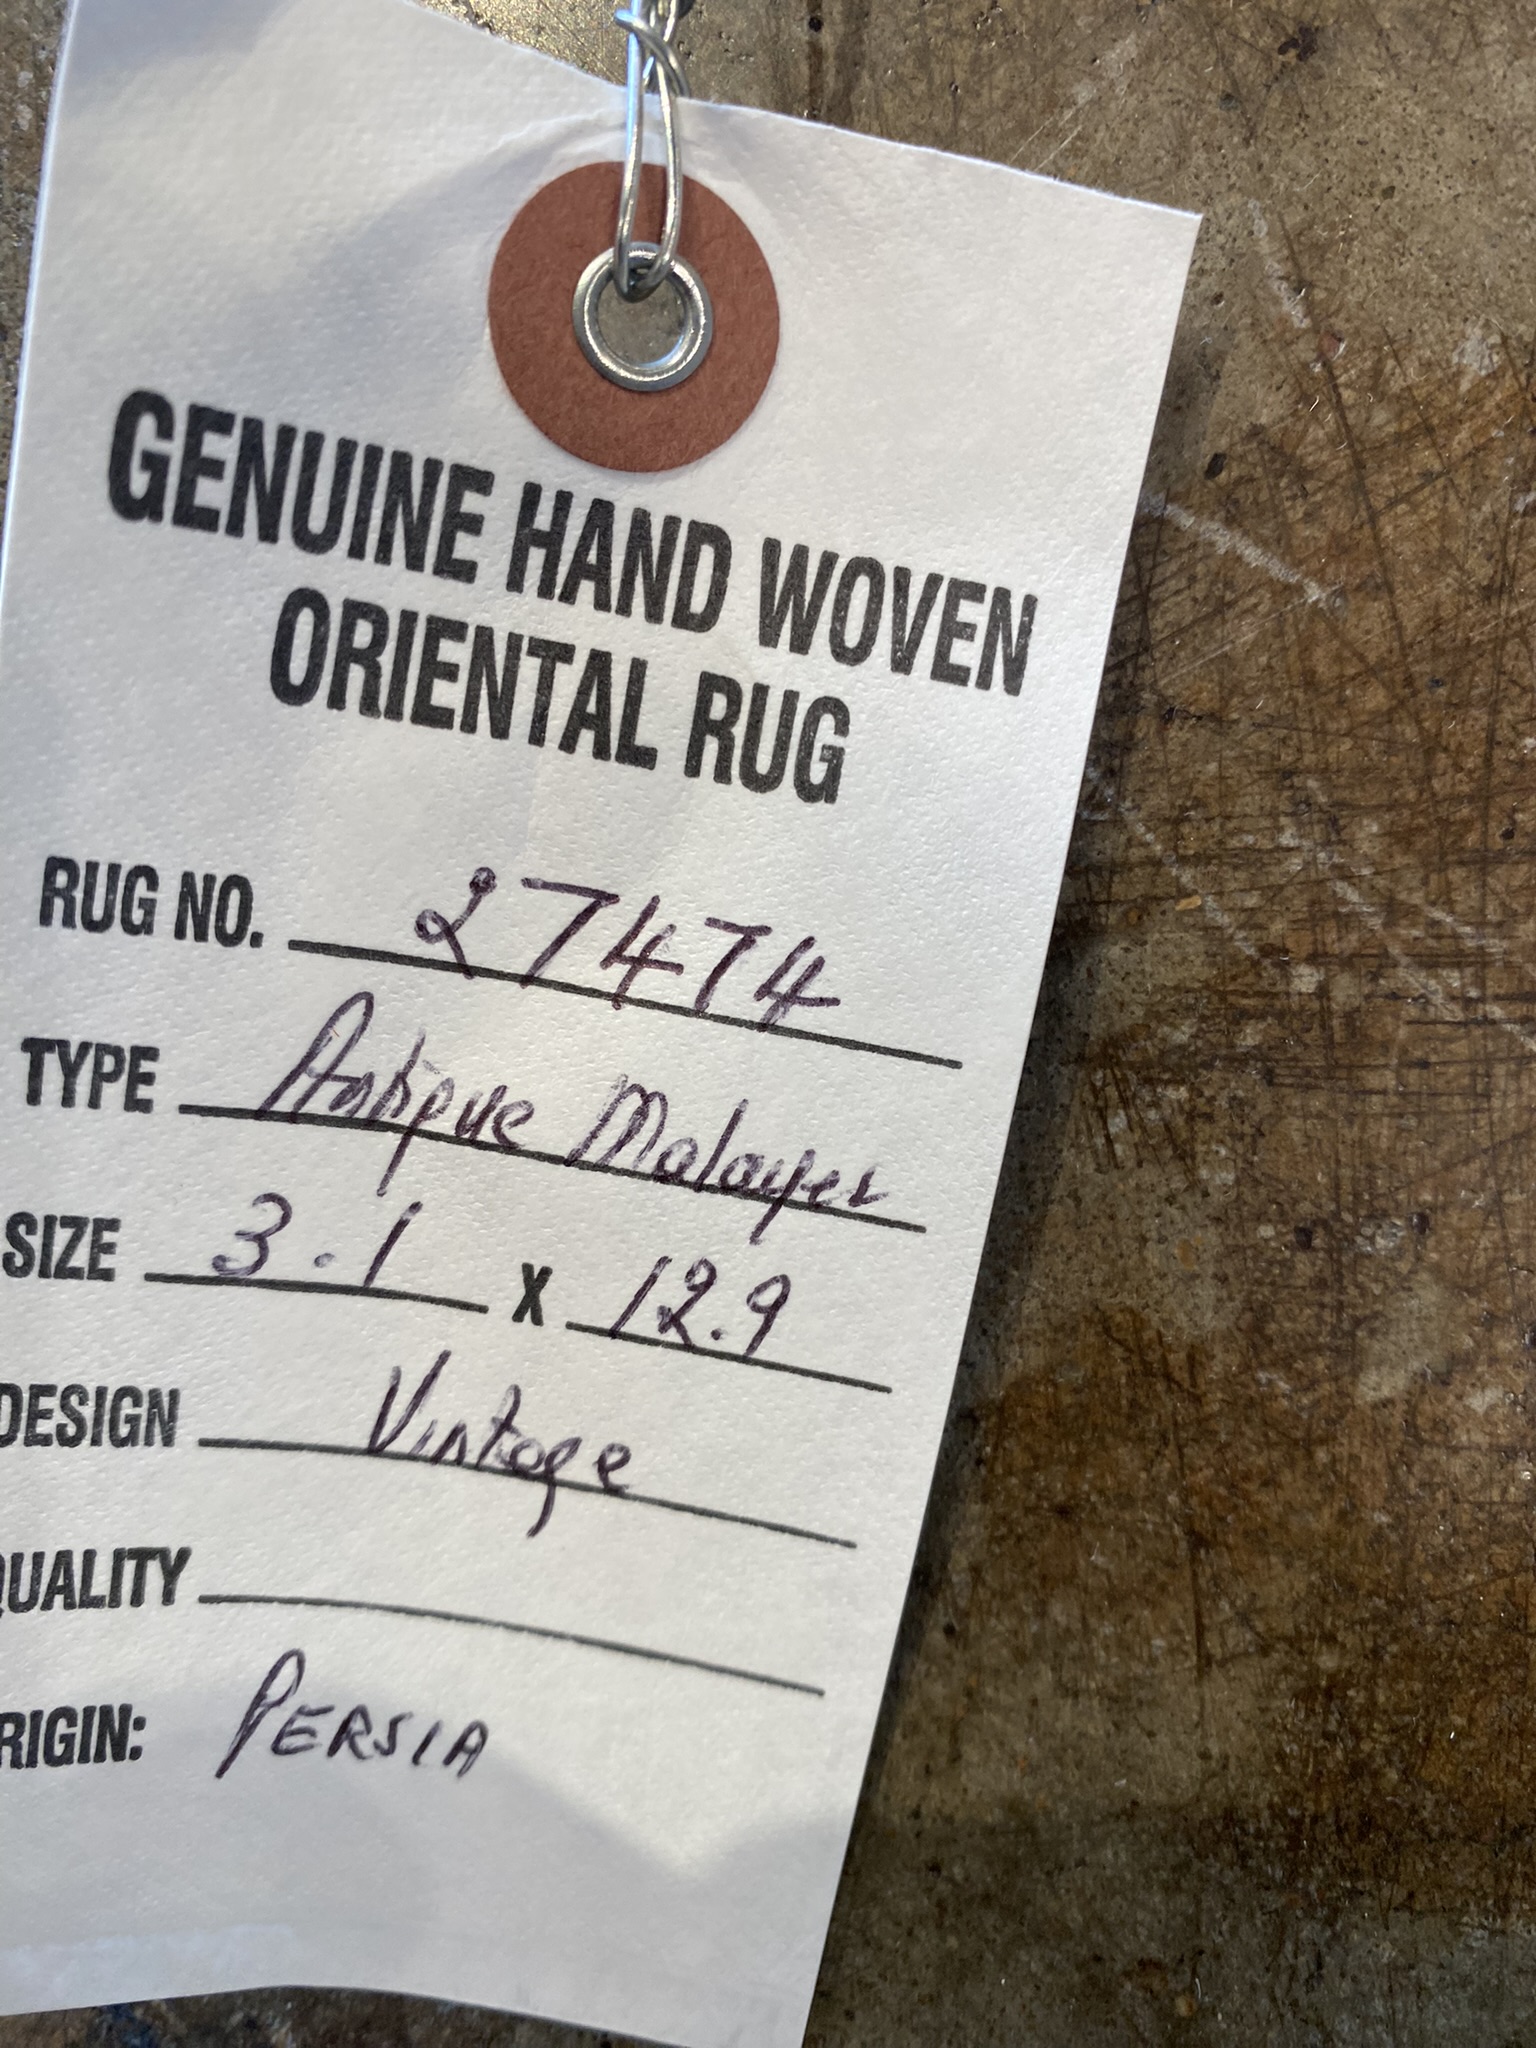 GENUINE HAND WOVEN
ORIENTAL RUG
RUG NO. 27474
TYPE Antique Malayer
SIZE 3.1 X 12.9
DESIGN Vintage
QUALITY
RIGIN: PERSIA